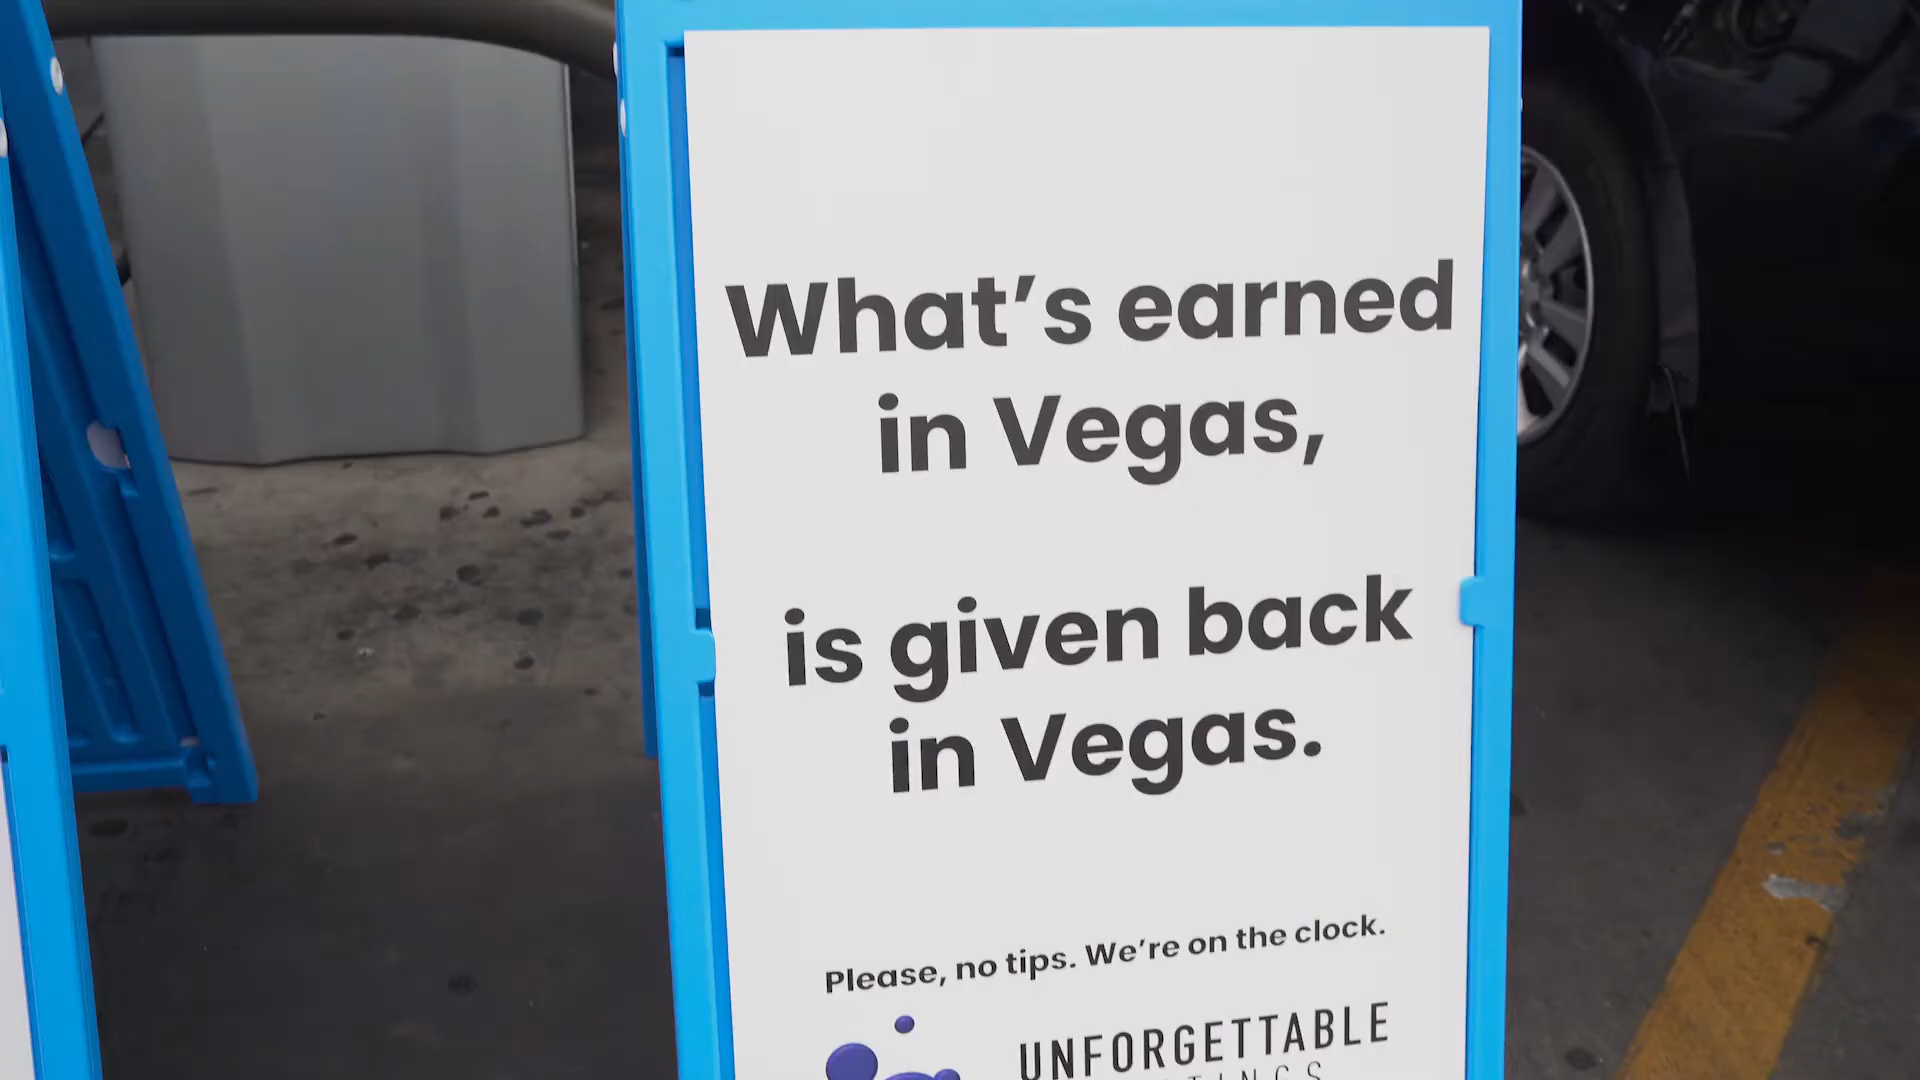 What's earned
in Vegas,
is given back
in Vegas.
Please, no tips. We're on the clock.
UNFORGETTABLE